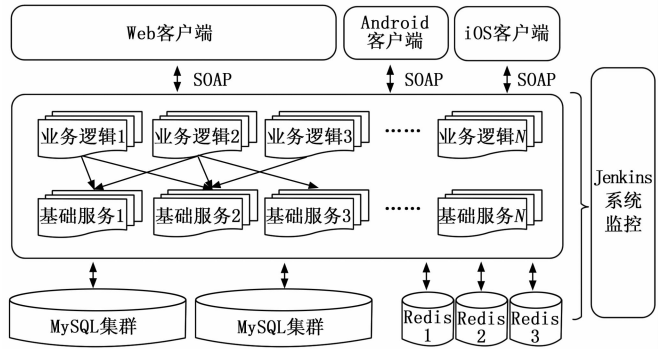 Web客户端
Android
客户端
iOS客户端
SOAP
SOAP
SOAP
业务逻辑1
业务逻辑2
业务逻辑3
……
业务逻辑N
基础服务1
基础服务2
基础服务3
……
基础服务N
Jenkins
系统
监控
MySQL集群
MySQL集群
Redis
1
Redis
2
Redis
3